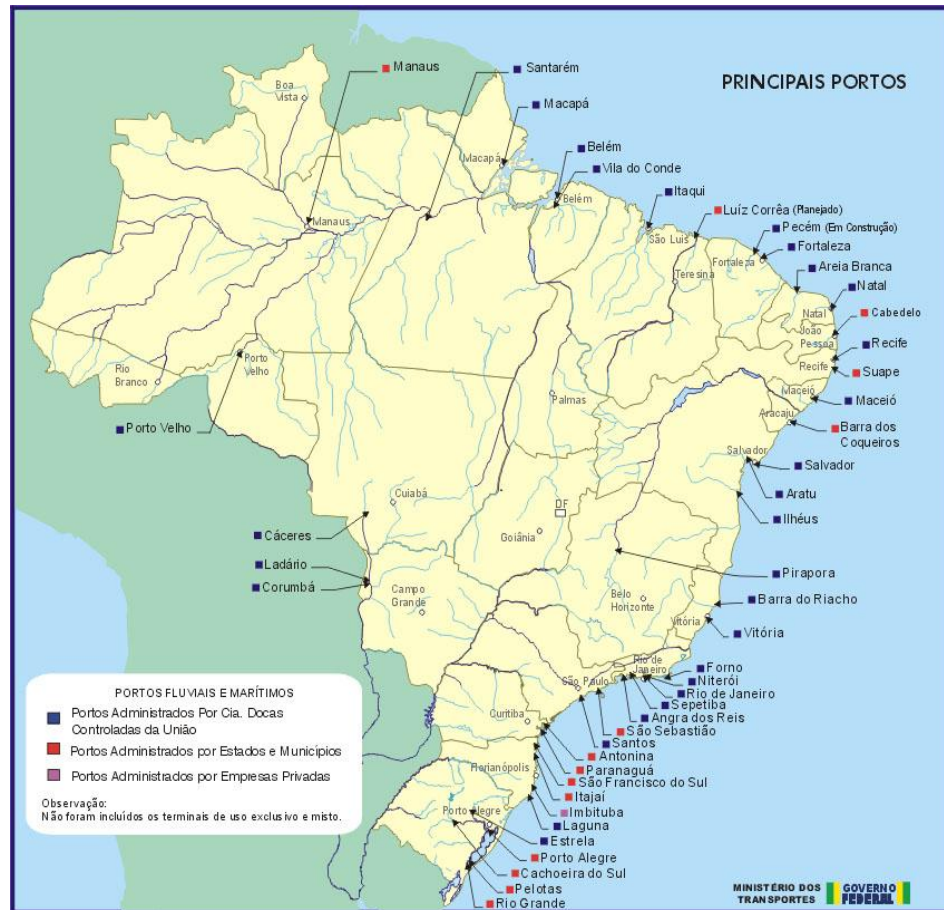 PRINCIPAIS PORTOS
Manaus
Santarém
Macapá
Belém
Vila do Conde
Itaqui
Luíz Corrêa (Planejado)
Pecém (Em Construção)
Fortaleza
Areia Branca
Natal
Cabedelo
Recife
Suape
Maceió
Barra dos
Coqueiros
Salvador
Aratu
Ilhéus
Pirapora
Barra do Riacho
Vitória
Forno
Niterói
Rio de Janeiro
Sepetiba
Angra dos Reis
São Sebastião
Santos
Antonina
Paranaguá
São Francisco do Sul
Itajaí
Imbituba
Laguna
Estrela
Porto Alegre
Cachoeira do Sul
Pelotas
Rio Grande
Porto Velho
Cáceres
Ladário
Corumbá
Boa
Vista
Macapá
Manaus
Belém
São Luis
Teresina
Fortaleza
Natal
João
Pessoa
Recife
Maceió
Aracaju
Salvador
Palmas
Rio
Branco
Porto
Velho
Cuiabá
DF
Goiânia
Campo
Grande
Belo
Horizonte
Vitória
Rio de
Janeiro
São Paulo
Curitiba
Florianópolis
Porto Alegre
PORTOS FLUVIAIS E MARÍTIMOS
Portos Administrados Por Cia. Docas
Controladas da União
Portos Administrados por Estados e Municípios
Portos Administrados por Empresas Privadas
Observação:
Não foram incluídos os terminais de uso exclusivo e misto.
MINISTÉRIO DOS
TRANSPORTES
GOVERNO
FEDERAL